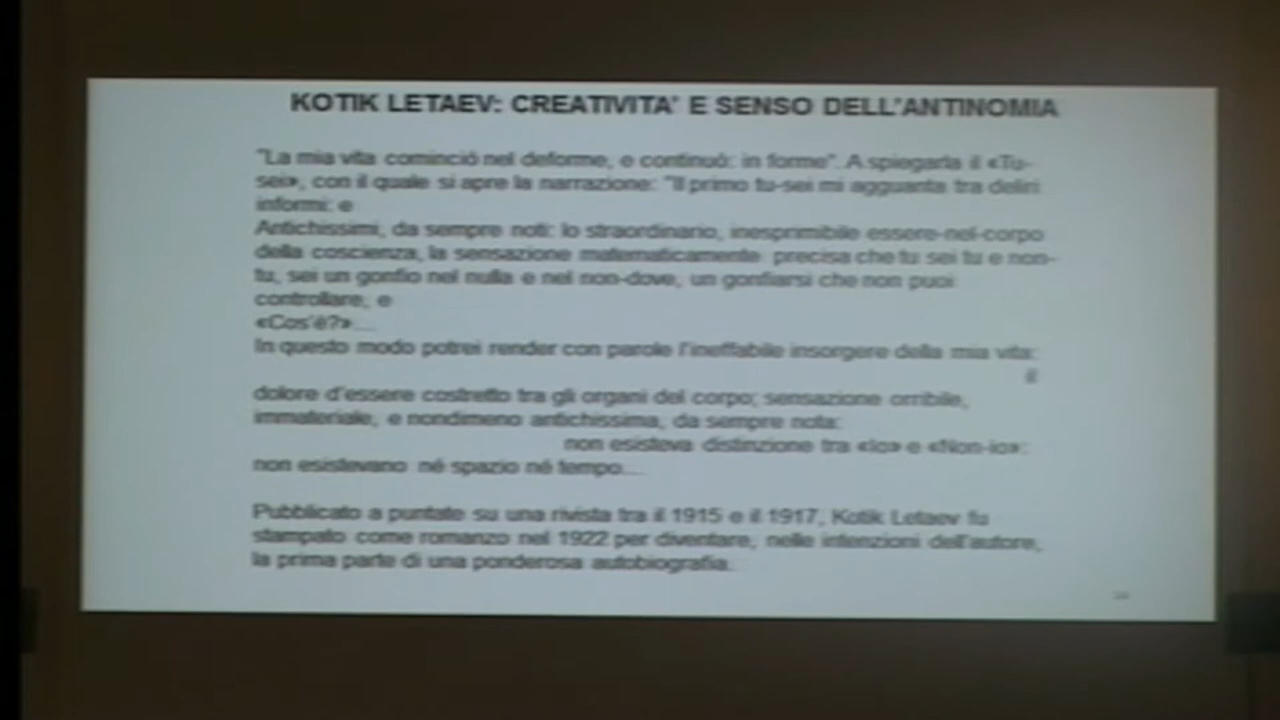 KOTIK LETAEV: CREATIVITA' E SENSO DELL'ANTINOMIA
"La mia vita cominciò nel deforme, e continuò: in forme". A spiegarla il «Tu-
sei», con il quale si apre la narrazione: "Il primo tu-sei mi agguanta tra deliri
informi: e
Antichissimi, da sempre noti: lo straordinario, inesprimibile essere-nel-corpo
della coscienza, la sensazione matematicamente precisa che tu sei tu e non-
tu, sei un gonfio nel nulla e nel non-dove, un gonfiarsi che non puoi
controllare, e
«Cos'è?»...
In questo modo potrei render con parole l'ineffabile insorgere della mia vita:
il
dolore d'essere costretto tra gli organi del corpo; sensazione orribile,
immateriale, e nondimeno antichissima, da sempre nota:
non esisteva distinzione tra «Io» e «Non-io»:
non esistevano né spazio né tempo...
Pubblicato a puntate su una rivista tra il 1915 e il 1917, Kotik Letaev fu
stampato come romanzo nel 1922 per diventare, nelle intenzioni dell'autore,
la prima parte di una ponderosa autobiografia.